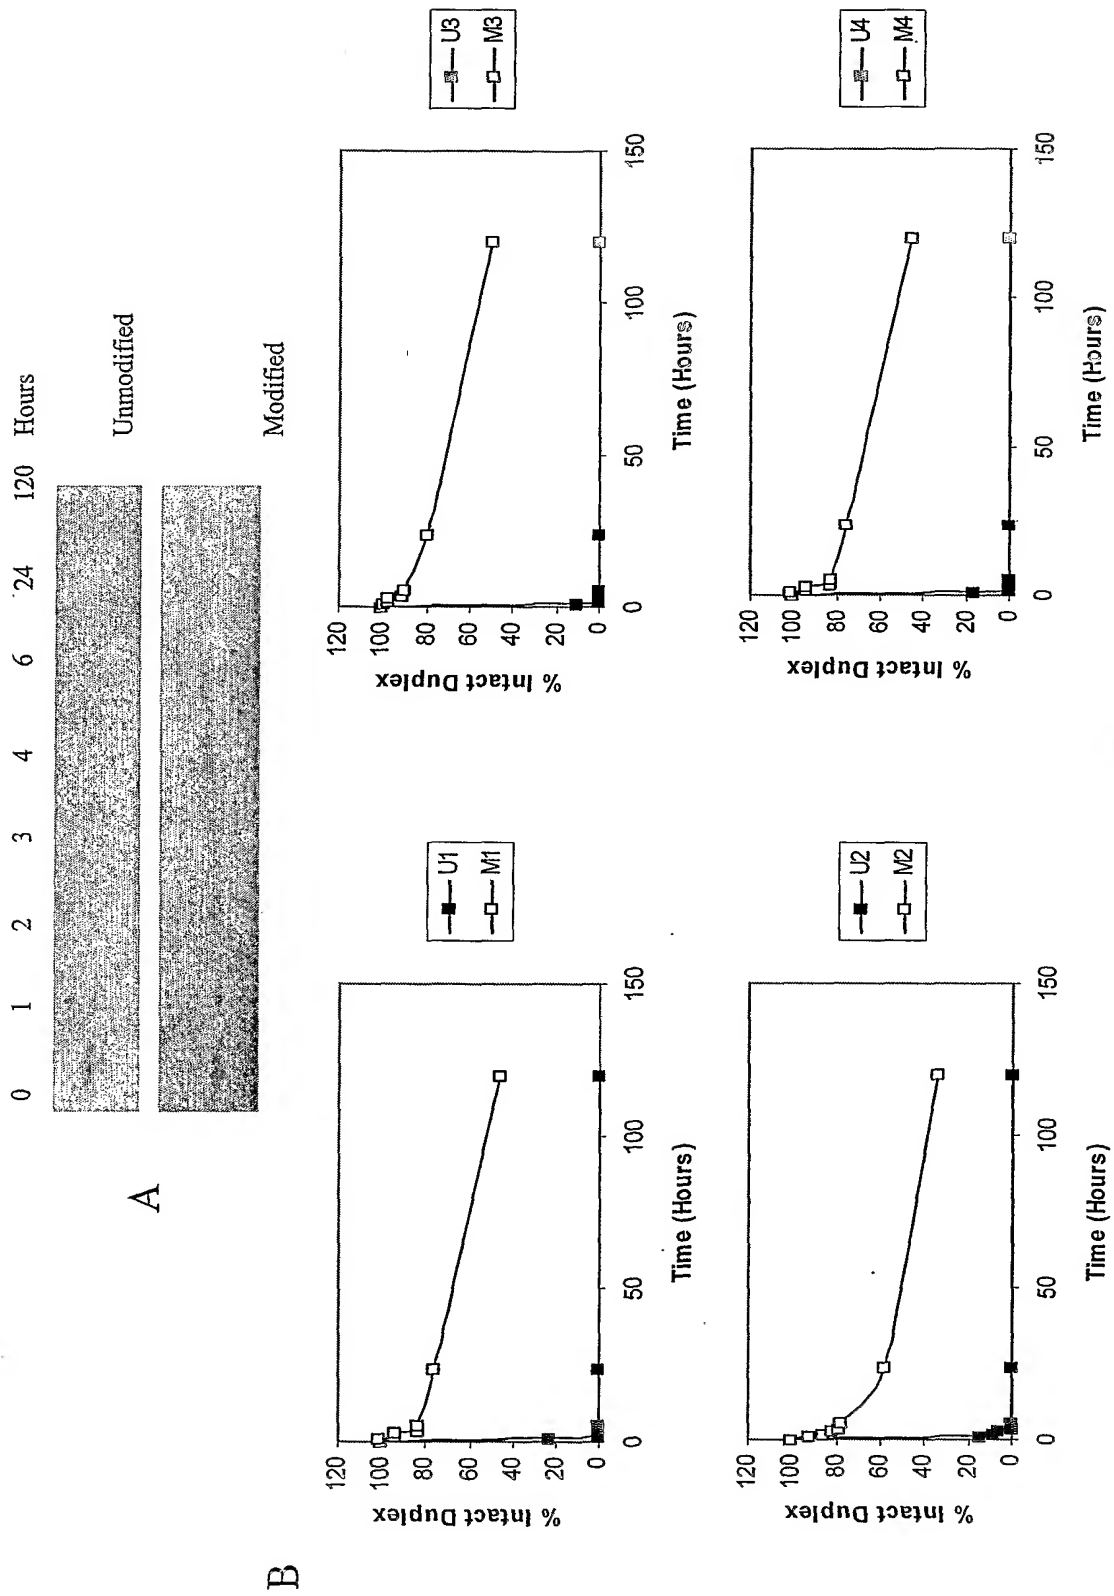 A
0 1 2 3 4 6 24 120 Hours
Unmodified
Modified
B
120
100
80
60
40
20
0
% Intact Duplex
0 50 100 150
Time (Hours)
U1
M1
120
100
80
60
40
20
0
% Intact Duplex
0 50 100 150
Time (Hours)
U3
M3
120
100
80
60
40
20
0
% Intact Duplex
0 50 100 150
Time (Hours)
U2
M2
120
100
80
60
40
20
0
% Intact Duplex
0 50 100 150
Time (Hours)
U4
M4